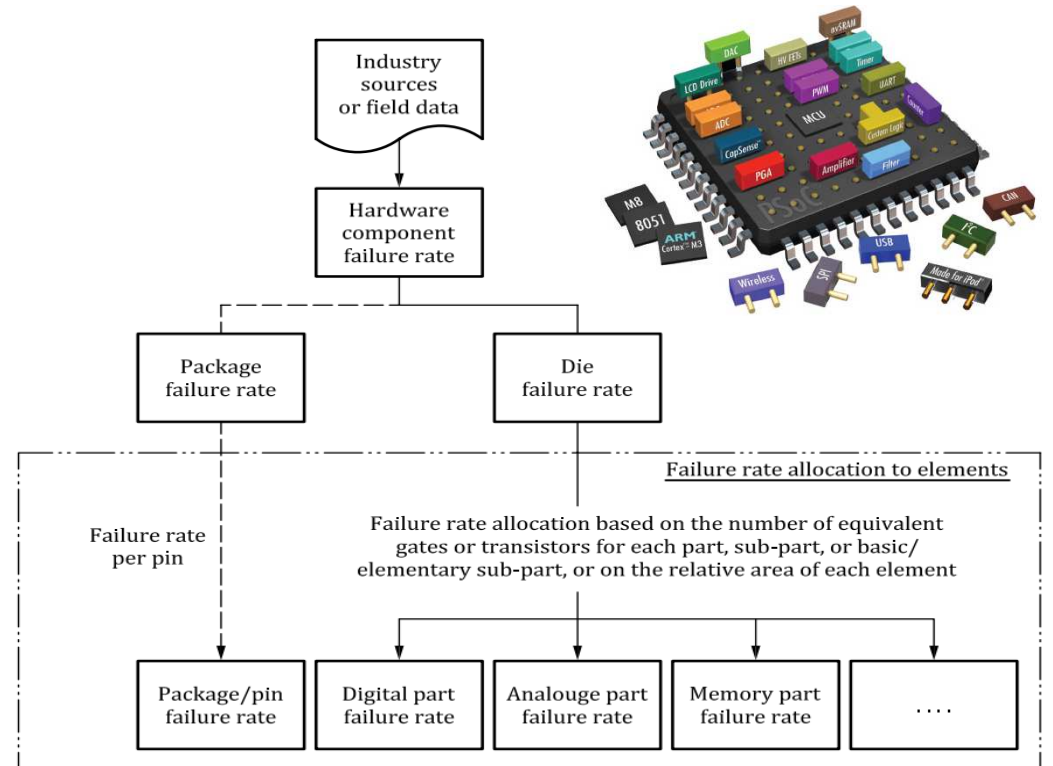 Industry
sources
or field data
Hardware
component
failure rate
Package
failure rate
Die
failure rate
Failure rate allocation to elements
Failure rate
per pin
Failure rate allocation based on the number of equivalent
gates or transistors for each part, sub-part, or basic/
elementary sub-part, or on the relative area of each element
Package/pin
failure rate
Digital part
failure rate
Analouge part
failure rate
Memory part
failure rate
. . . .
nvSRAM
DAC
HV FETs
Timer
LCD Drive
PWM
UART
ADC
MCU
Counter
Custom Logic
CapSense™
PGA
Amplifier
Filter
PSoC
M8
8051
ARM
Cortex™ M3
CAN
I²C
USB
Wireless
SPI
Made for iPod